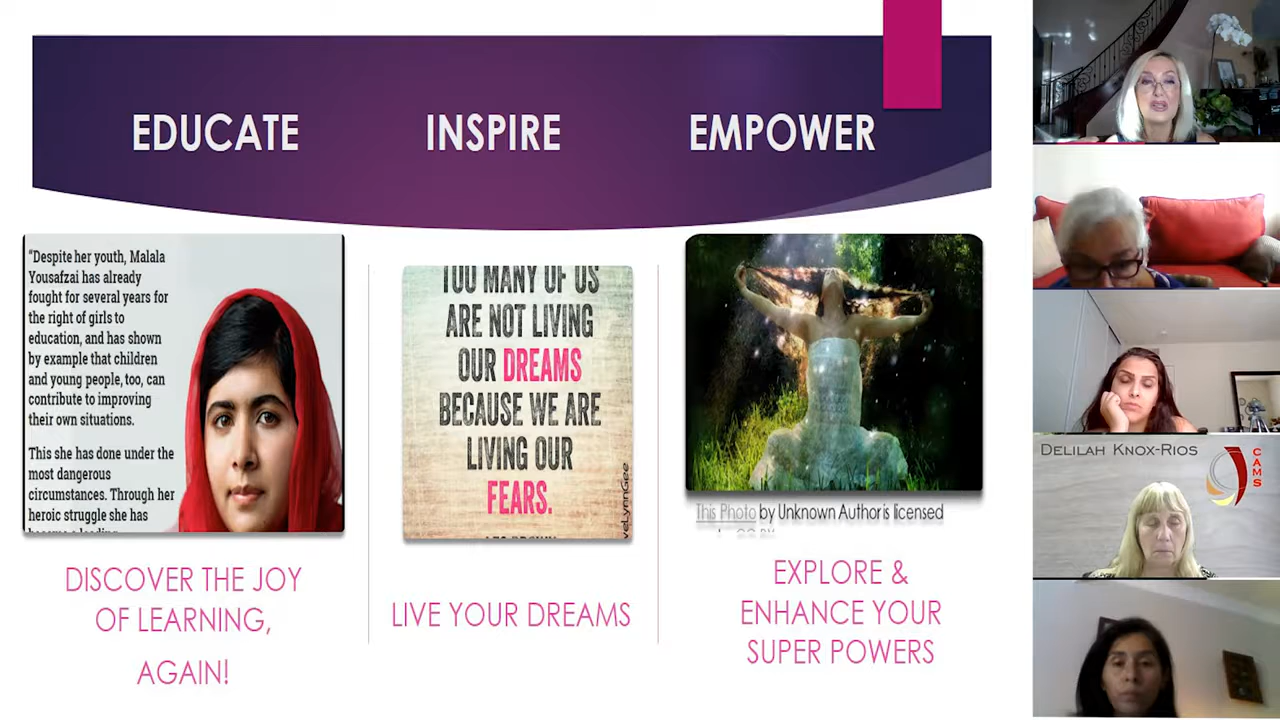 EDUCATE
INSPIRE
EMPOWER
"Despite her youth, Malala
Yousafzai has already
fought for several years for
the right of girls to
education, and has shown
by example that children
and young people, too, can
contribute to improving
their own situations.
This she has done under the
most dangerous
circumstances. Through her
heroic struggle she has
DISCOVER THE JOY
OF LEARNING,
AGAIN!
TOO MANY OF US
ARE NOT LIVING
OUR DREAMS
BECAUSE WE ARE
LIVING OUR
FEARS.
veLynnGee
LIVE YOUR DREAMS
This Photo by Unknown Author is licensed
EXPLORE &
ENHANCE YOUR
SUPER POWERS
DELILAH KNOX-RIOS
CAMS